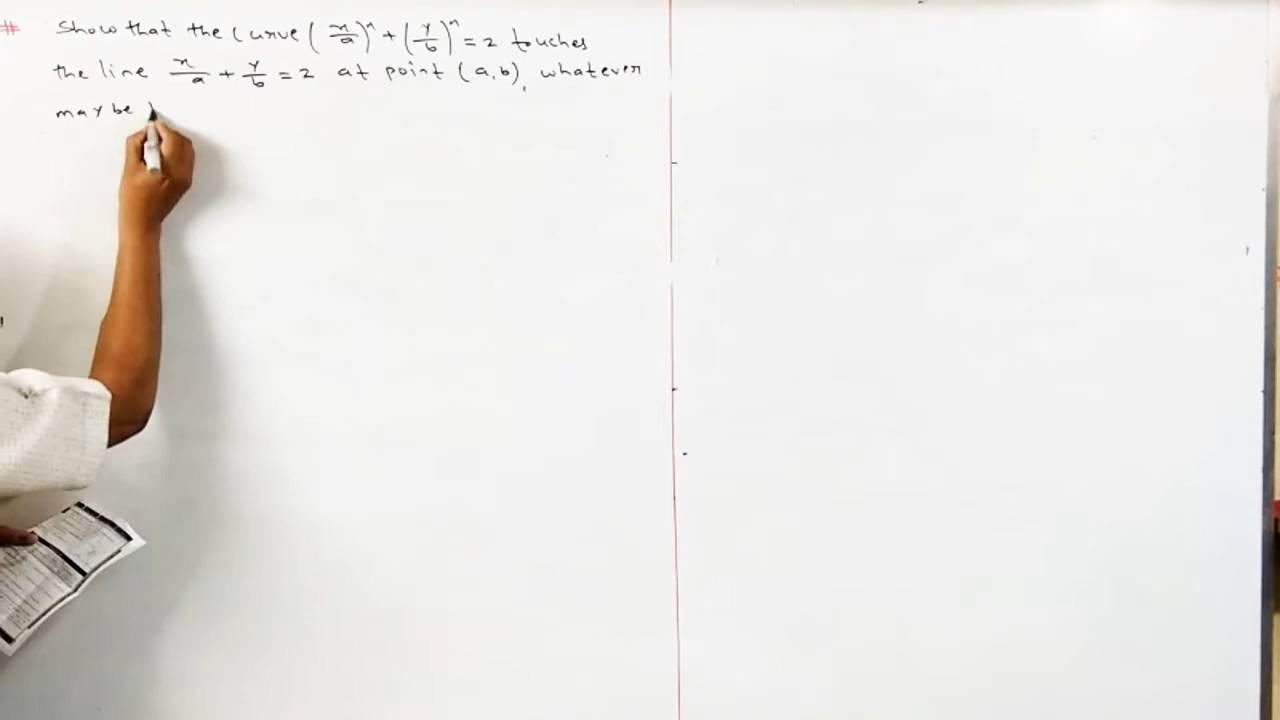 # Show that the Curve (x/a)^n + (y/b)^n = 2 touches
the line x/a + y/b = 2 at point (a,b), whatever
may be